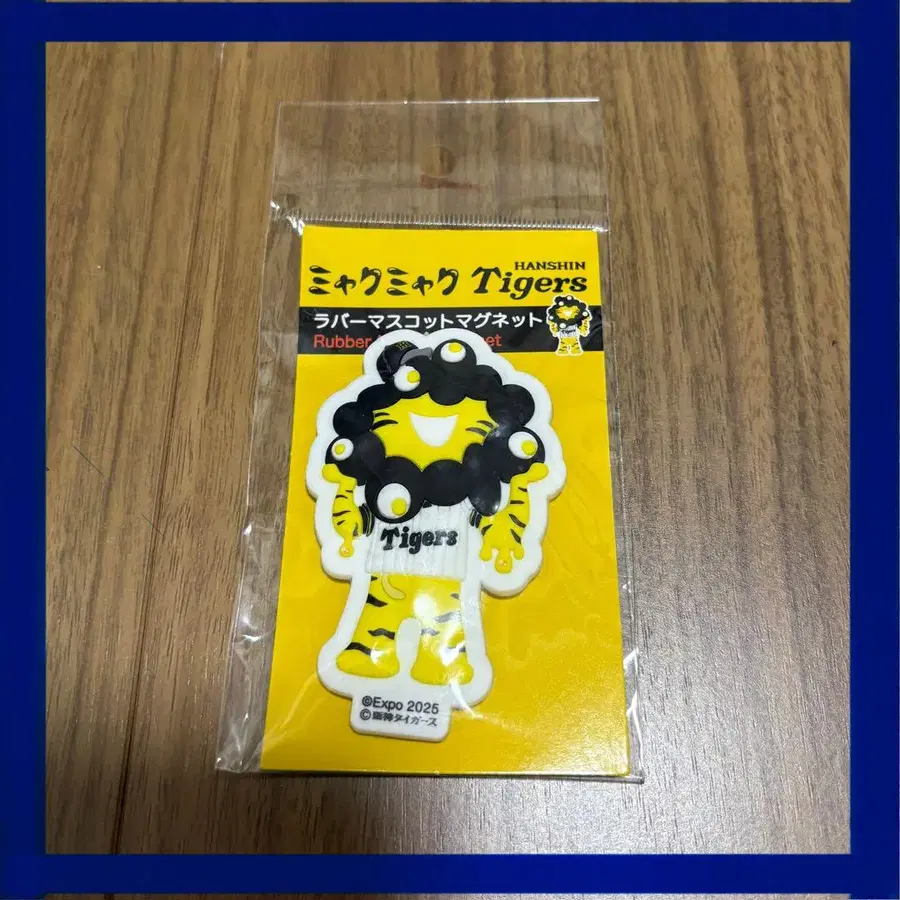 HANSHIN
ミャクミャク Tigers
ラバーマスコットマグネット
Rubber
Tigers
©Expo 2025
©阪神タイガース